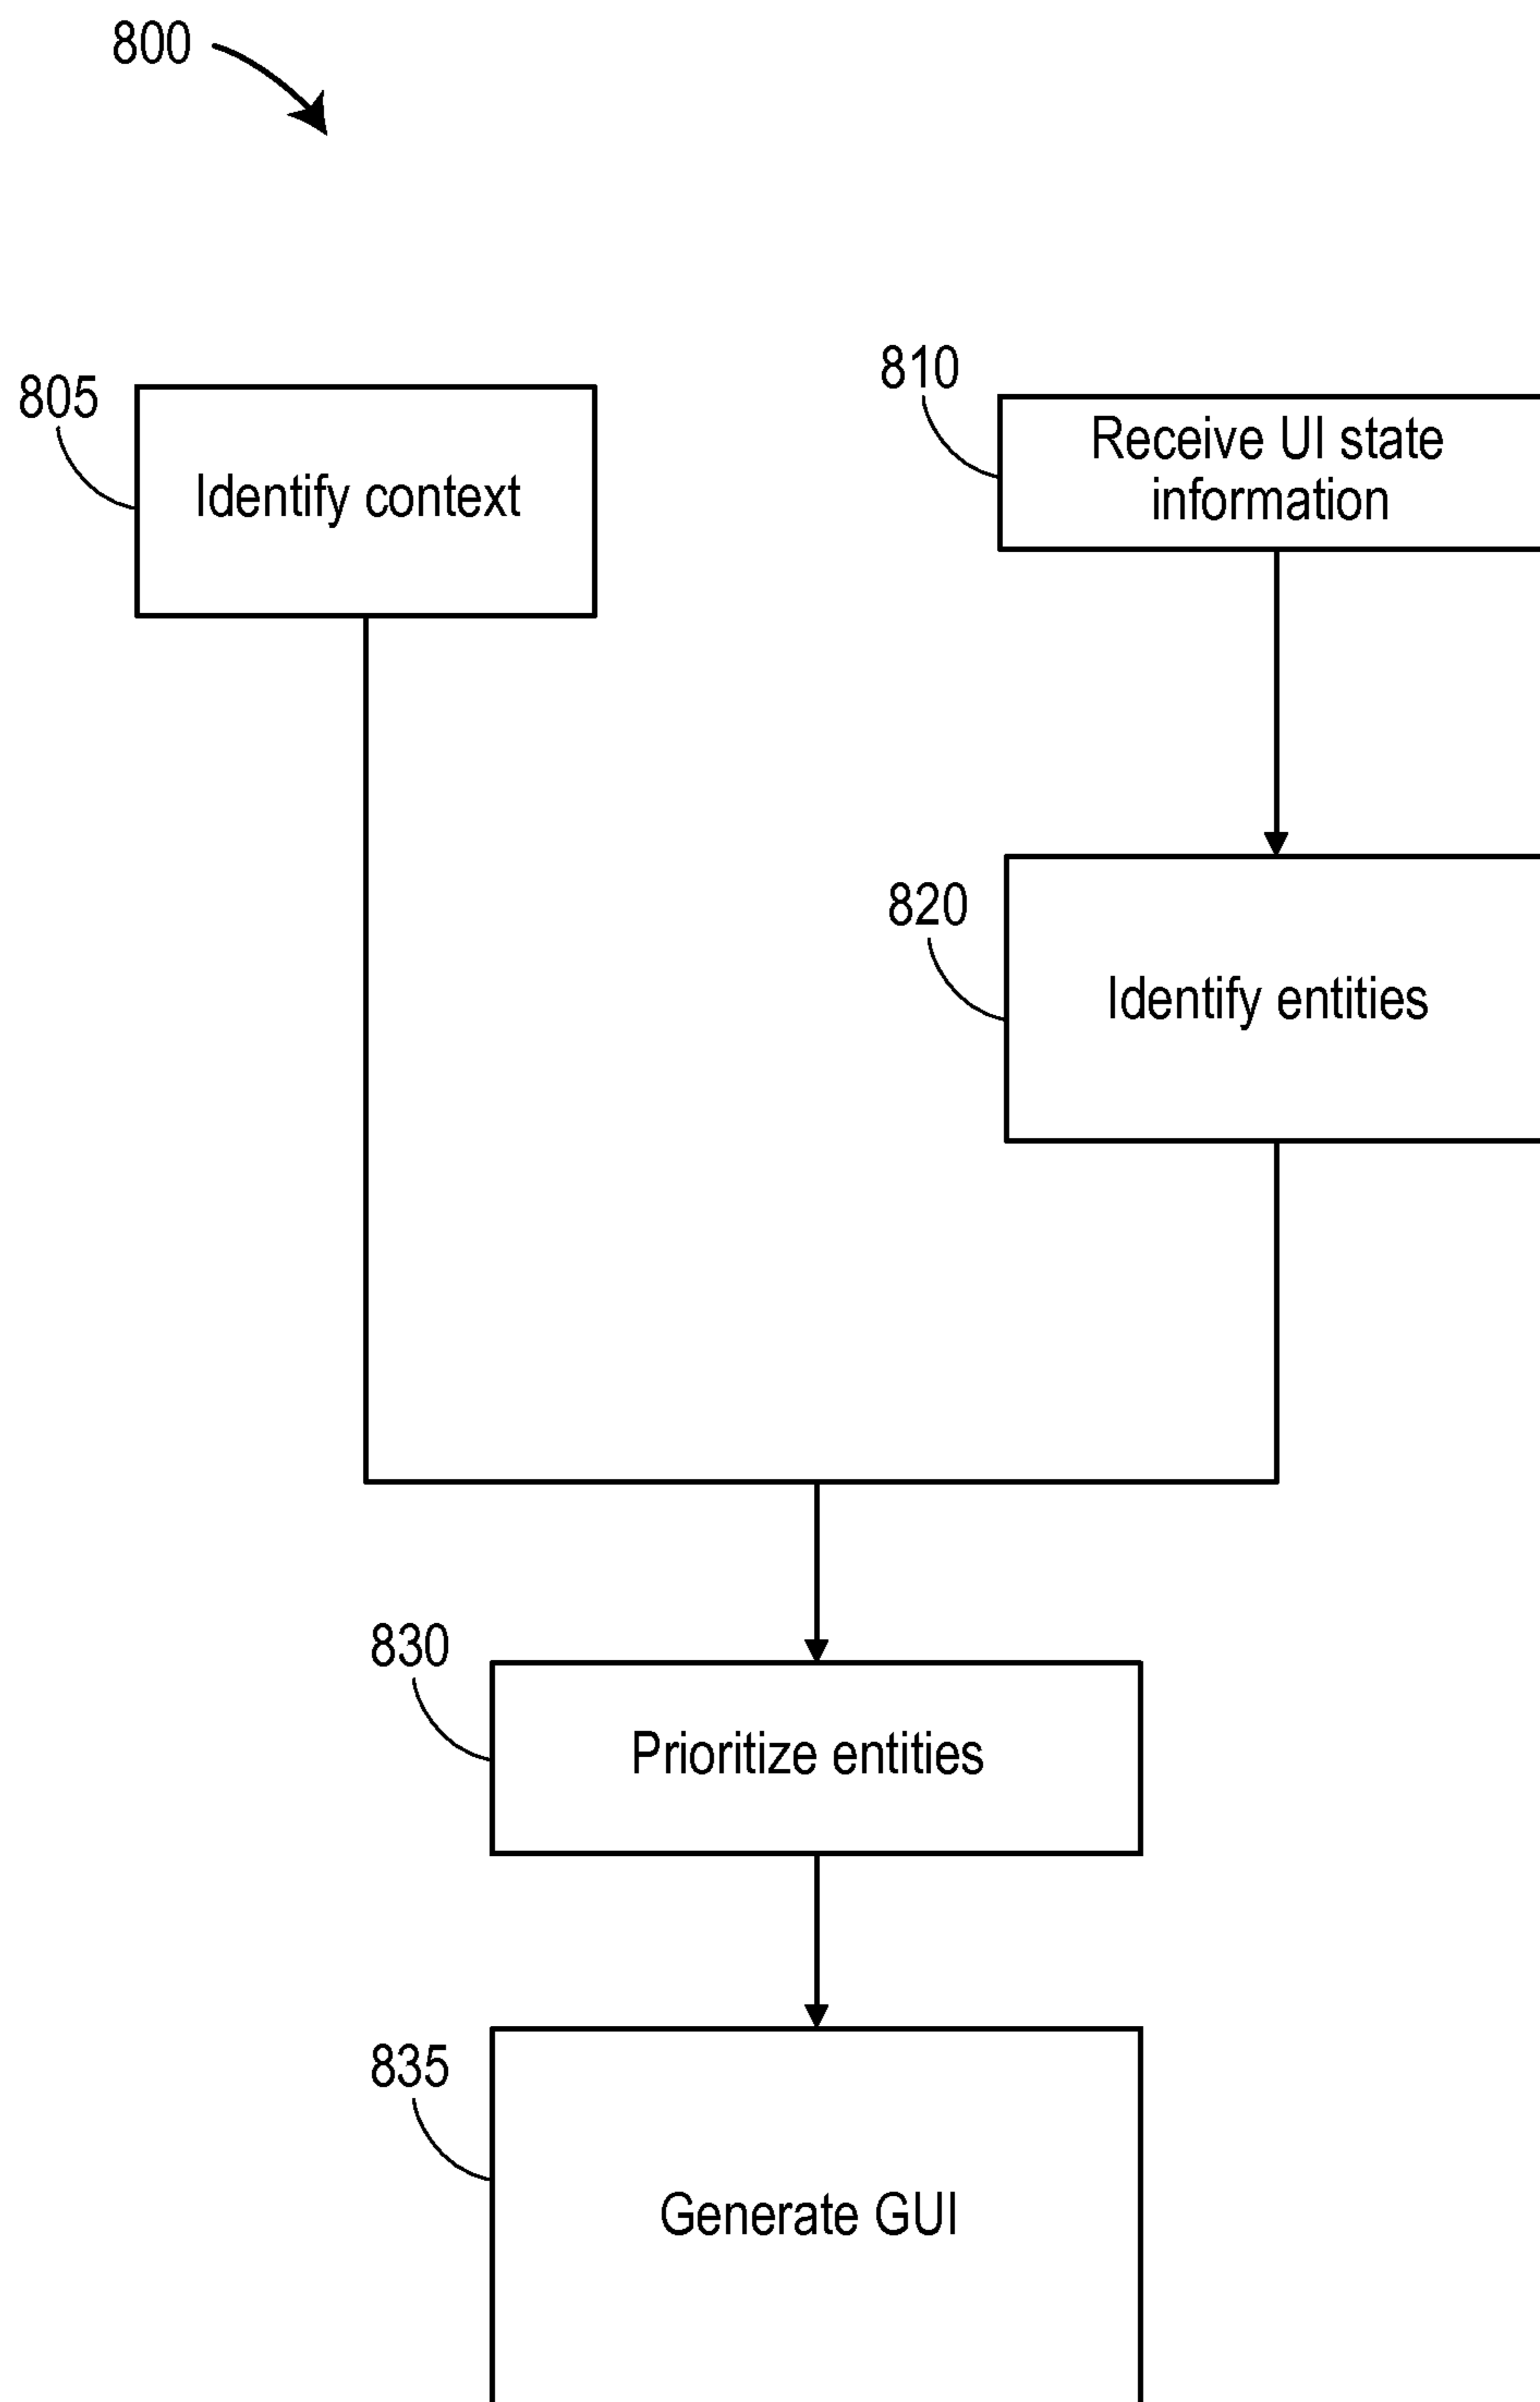 800
805
Identify context
810
Receive UI state
information
820
Identify entities
830
Prioritize entities
835
Generate GUI